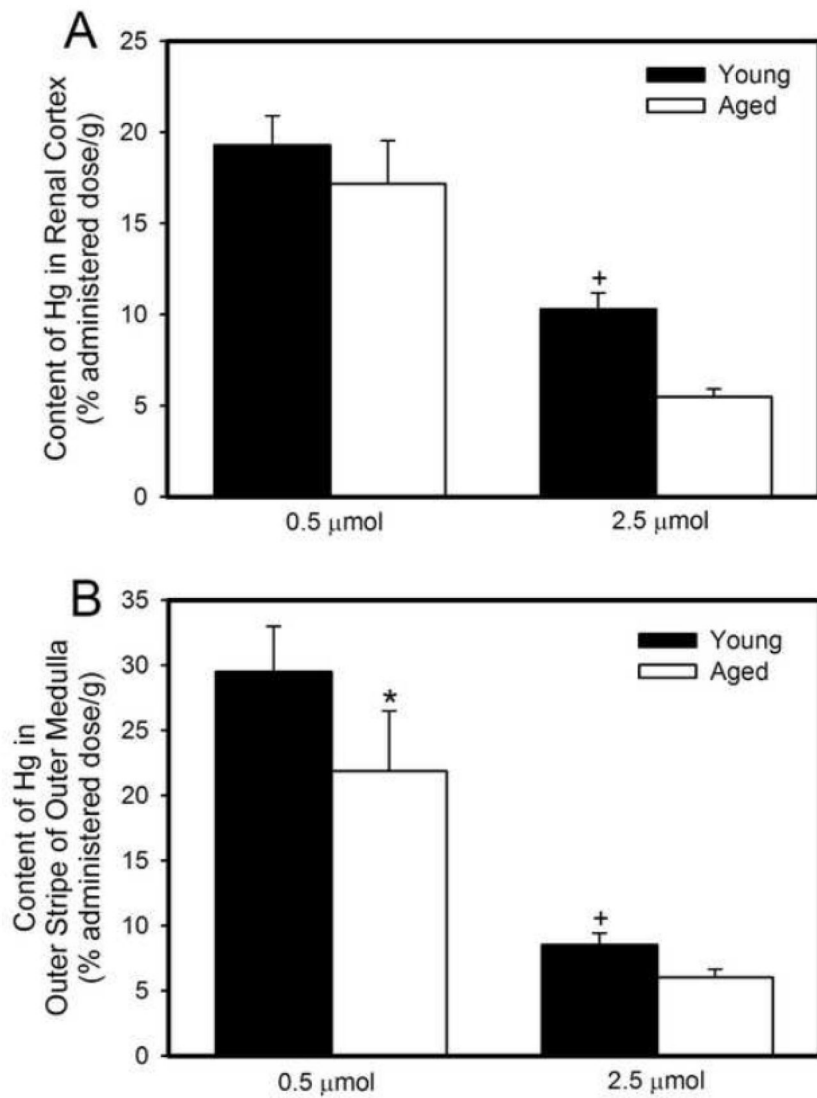 A
Content of Hg in Renal Cortex
(% administered dose/g)
25
20
15
10
5
0
Young
Aged
+
0.5 μmol
2.5 μmol
B
Content of Hg in
Outer Stripe of Outer Medulla
(% administered dose/g)
35
30
25
20
15
10
5
0
Young
Aged
*
+
0.5 μmol
2.5 μmol